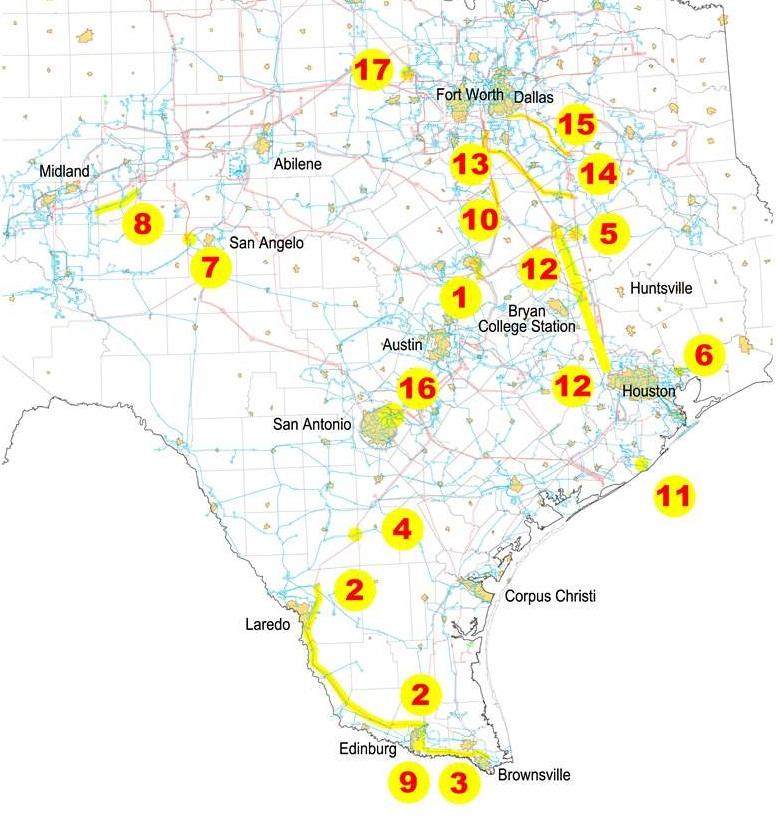 17
Fort Worth
Dallas
15
Midland
Abilene
13
14
8
10
5
San Angelo
7
12
1
Huntsville
Bryan
College Station
Austin
6
16
12
Houston
San Antonio
11
4
2
Corpus Christi
Laredo
2
Edinburg
9
3
Brownsville